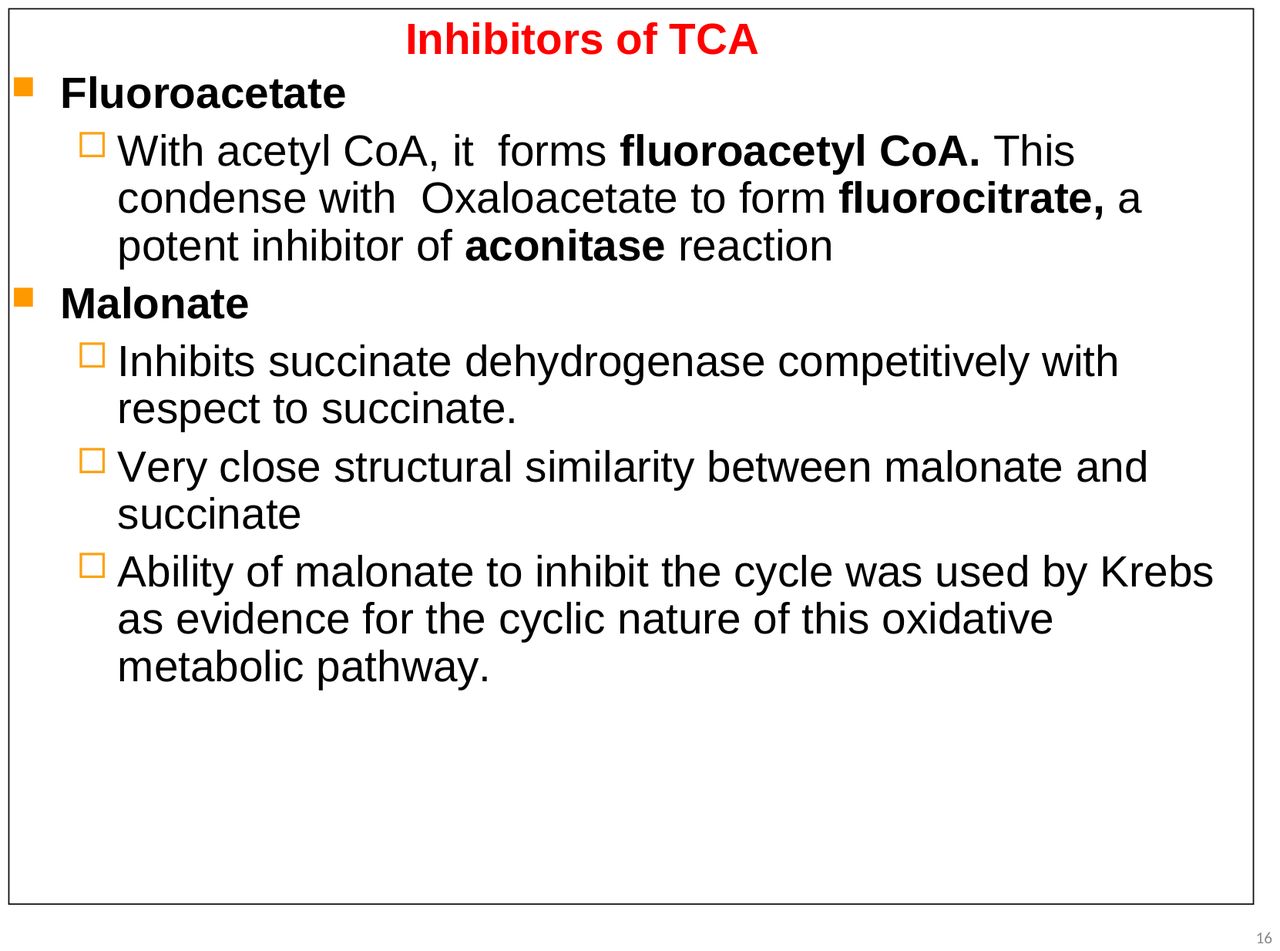 Inhibitors of TCA
Fluoroacetate
With acetyl CoA, it  forms fluoroacetyl CoA. This
condense with  Oxaloacetate to form fluorocitrate, a
potent inhibitor of aconitase reaction
Malonate
Inhibits succinate dehydrogenase competitively with
respect to succinate.
Very close structural similarity between malonate and
succinate
Ability of malonate to inhibit the cycle was used by Krebs
as evidence for the cyclic nature of this oxidative
metabolic pathway.
16